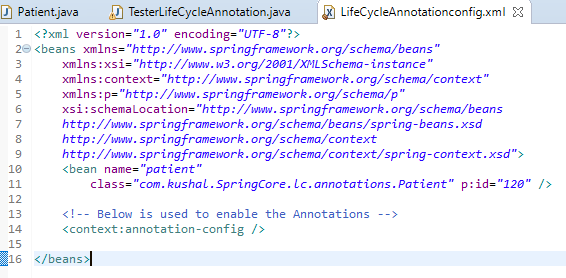 Patient.java TesterLifeCycleAnnotation.java LifeCycleAnnotationconfig.xml
1 <?xml version="1.0" encoding="UTF-8"?>
2 <beans xmlns="http://www.springframework.org/schema/beans"
3 xmlns:xsi="http://www.w3.org/2001/XMLSchema-instance"
4 xmlns:context="http://www.springframework.org/schema/context"
5 xmlns:p="http://www.springframework.org/schema/p"
6 xsi:schemaLocation="http://www.springframework.org/schema/beans
7 http://www.springframework.org/schema/beans/spring-beans.xsd
8 http://www.springframework.org/schema/context
9 http://www.springframework.org/schema/context/spring-context.xsd">
10 <bean name="patient"
11 class="com.kushal.SpringCore.lc.annotations.Patient" p:id="120" />
12
13 <!-- Below is used to enable the Annotations -->
14 <context:annotation-config />
15
16 </beans>